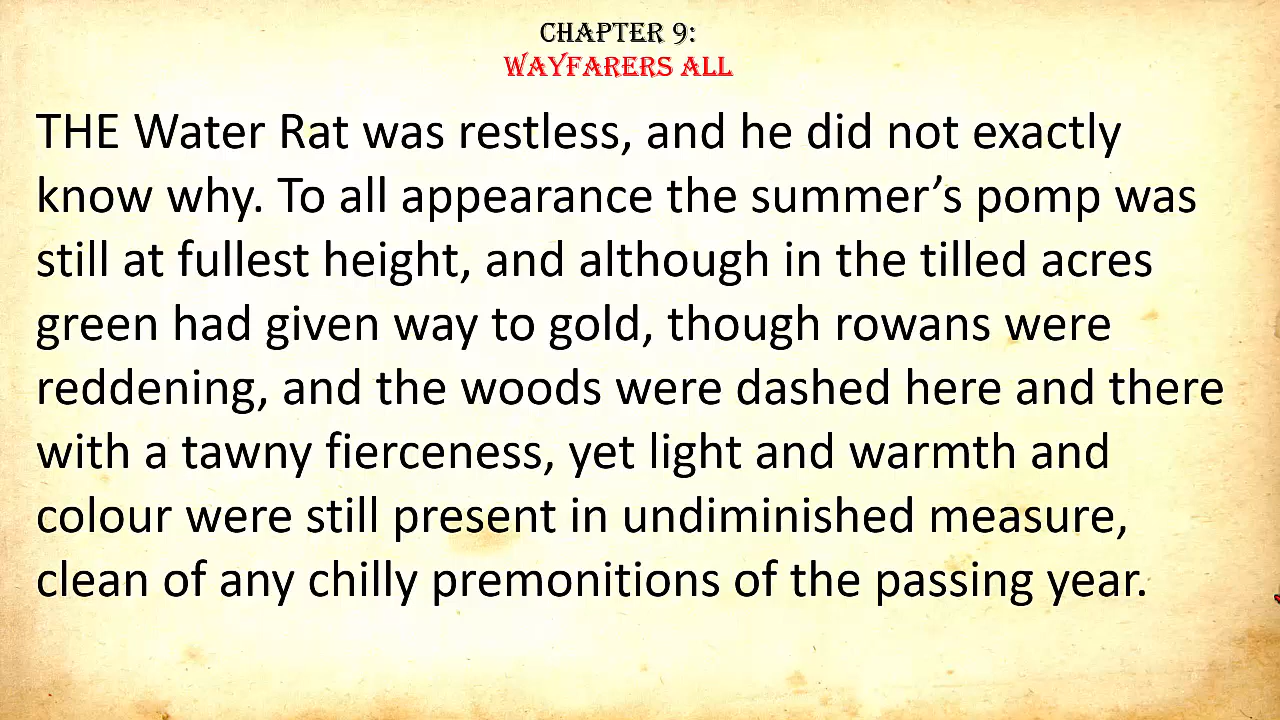 CHAPTER 9:
WAYFARERS ALL
THE Water Rat was restless, and he did not exactly
know why. To all appearance the summer’s pomp was
still at fullest height, and although in the tilled acres
green had given way to gold, though rowans were
reddening, and the woods were dashed here and there
with a tawny fierceness, yet light and warmth and
colour were still present in undiminished measure,
clean of any chilly premonitions of the passing year.